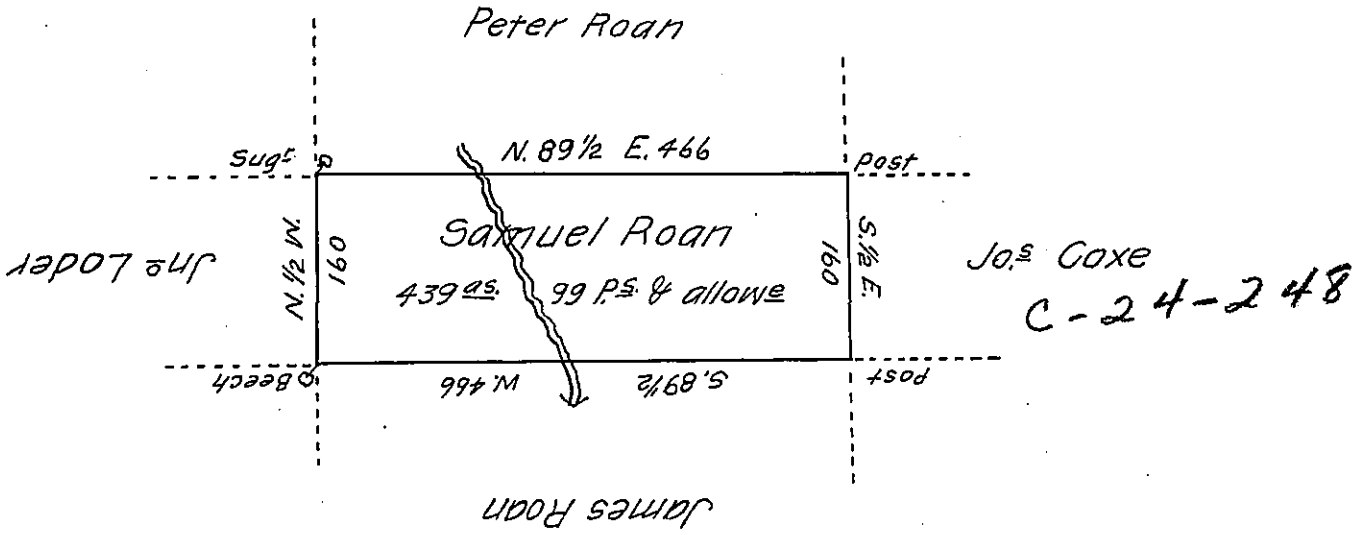 Peter Roan
N. 89½ E. 466
Sugr
Post
Samuel Roan
439 as. 99 Ps. & allowe
N. ½ W.
160
S. ½ E.
160
Jno Loder
Jos. Coxe
C-24-248
Beech
S. 89½ W. 466
Post
James Roan